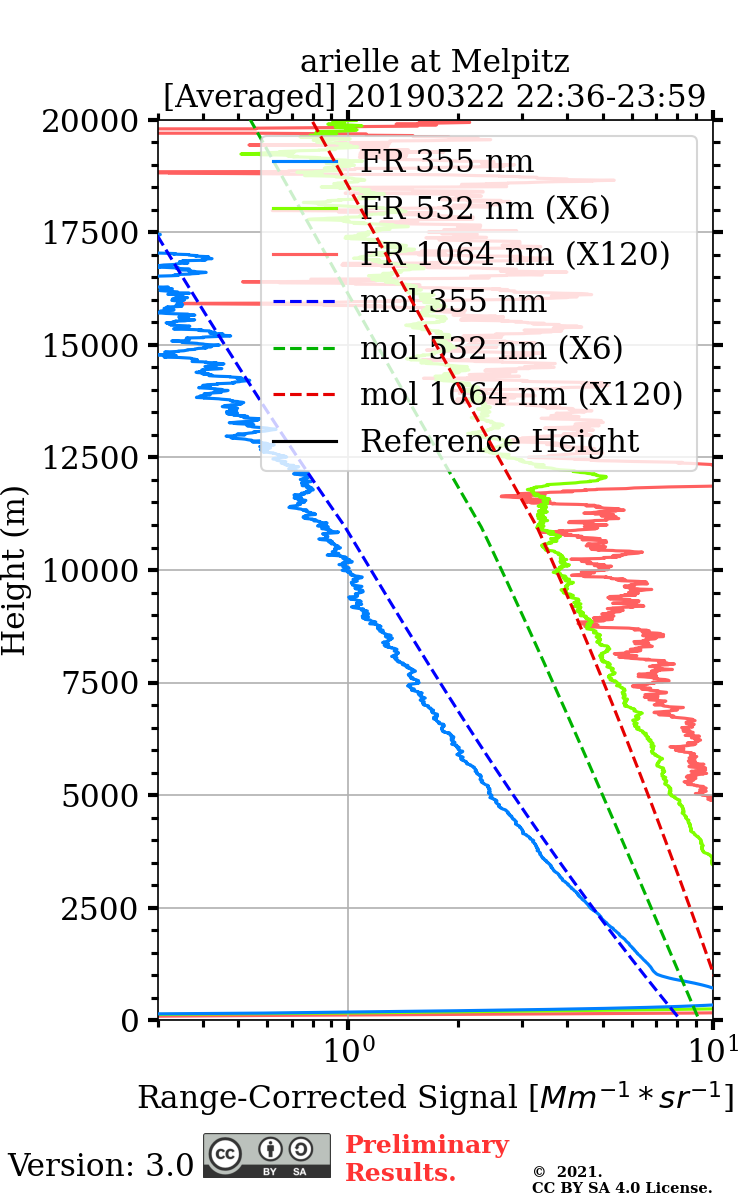 arielle at Melpitz
[Averaged] 20190322 22:36-23:59
20000
17500
15000
12500
10000
7500
5000
2500
0
Height (m)
FR 355 nm
FR 532 nm (X6)
FR 1064 nm (X120)
mol 355 nm
mol 532 nm (X6)
mol 1064 nm (X120)
Reference Height
10⁰ 10¹
Range-Corrected Signal [Mm⁻¹ * sr⁻¹]
Version: 3.0
cc BY SA
Preliminary
Results.
© 2021.
CC BY SA 4.0 License.